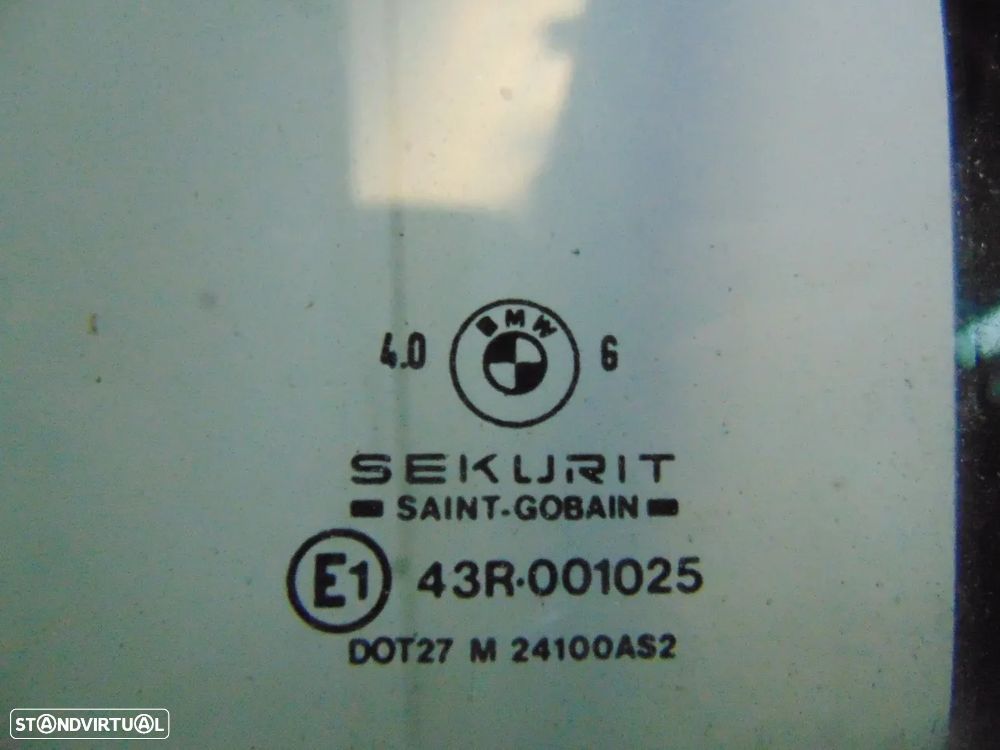 BMW
4.0 6
SEKURIT
SAINT-GOBAIN
E1 43R-001025
DOT27 M 24100AS2
STANDVIRTUAL